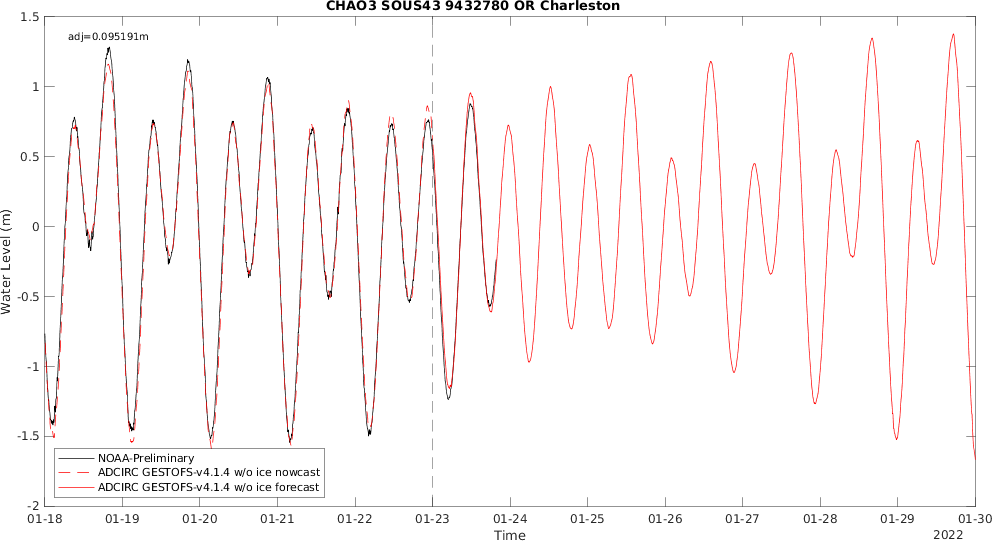 CHAO3 SOUS43 9432780 OR Charleston
adj=0.095191m
1.5
1
0.5
0
-0.5
-1
-1.5
-2
Water Level (m)
NOAA-Preliminary
ADCIRC GESTOFS-v4.1.4 w/o ice nowcast
ADCIRC GESTOFS-v4.1.4 w/o ice forecast
01-18 01-19 01-20 01-21 01-22 01-23 01-24 01-25 01-26 01-27 01-28 01-29 01-30
Time
2022